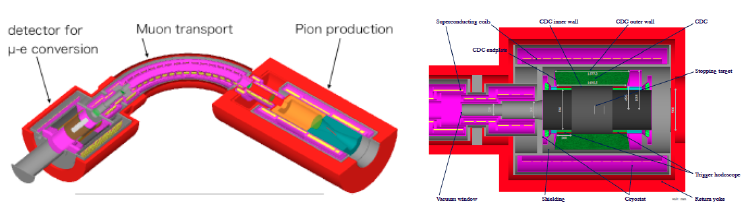 detector for
μ-e conversion
Muon transport
Pion production
Superconducting coils
CDC inner wall
CDC outer wall
CDC
CDC endplate
Stopping target
Trigger hodoscope
Vacuum window
Shielding
Cryostat
Return yoke